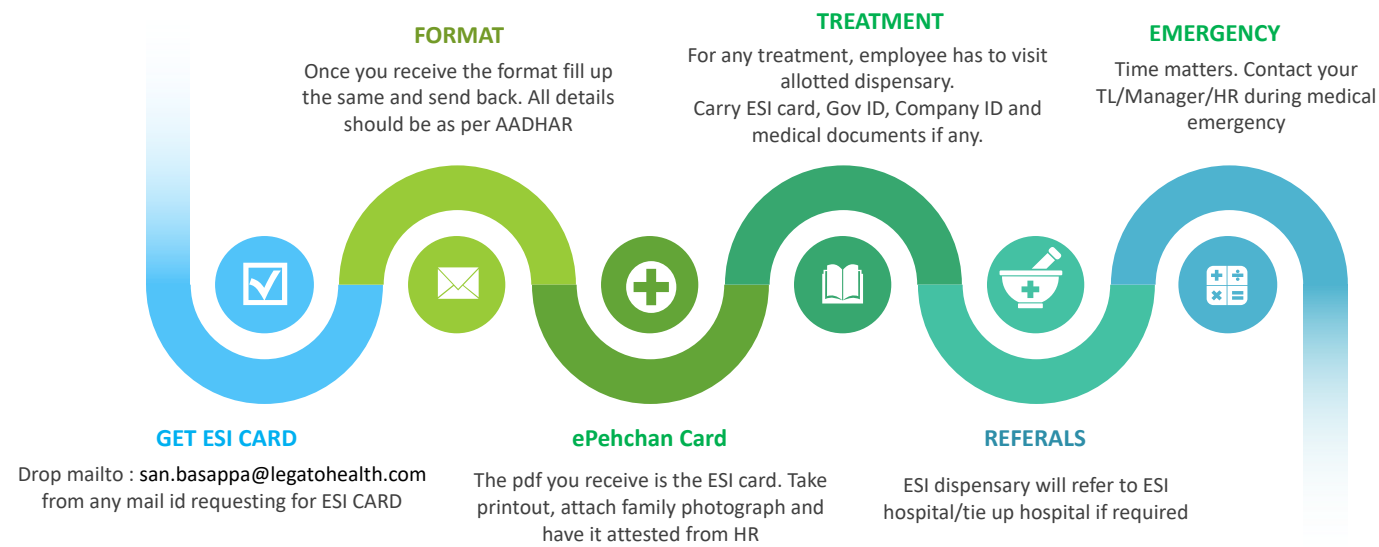 FORMAT
Once you receive the format fill up
the same and send back. All details
should be as per AADHAR
TREATMENT
For any treatment, employee has to visit
allotted dispensary.
Carry ESI card, Gov ID, Company ID and
medical documents if any.
EMERGENCY
Time matters. Contact your
TL/Manager/HR during medical
emergency
GET ESI CARD
Drop mailto : san.basappa@legatohealth.com
from any mail id requesting for ESI CARD
ePehchan Card
The pdf you receive is the ESI card. Take
printout, attach family photograph and
have it attested from HR
REFERALS
ESI dispensary will refer to ESI
hospital/tie up hospital if required